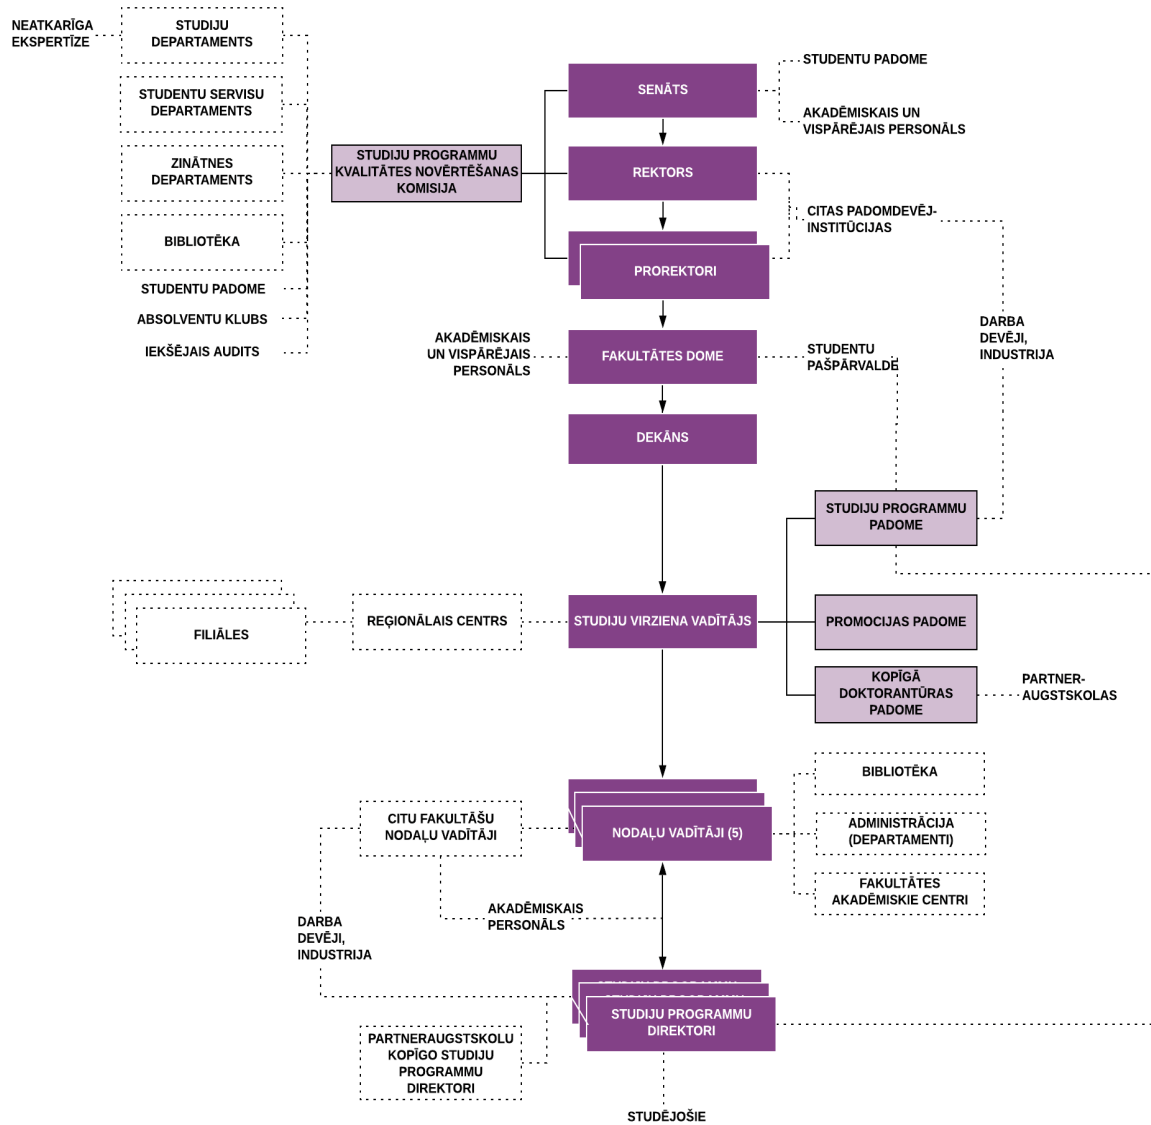 NEATKARĪGA
EKSPERTĪZE
STUDIJU
DEPARTAMENTS
STUDENTU SERVISU
DEPARTAMENTS
ZINĀTNES
DEPARTAMENTS
BIBLIOTĒKA
STUDENTU PADOME
ABSOLVENTU KLUBS
IEKŠĒJAIS AUDITS
STUDIJU PROGRAMMU
KVALITĀTES NOVĒRTĒŠANAS
KOMISIJA
SENĀTS
STUDENTU PADOME
AKADĒMISKAIS UN
VISPĀRĒJAIS PERSONĀLS
REKTORS
CITAS PADOMDEVĒJ-
INSTITŪCIJAS
PROREKTORI
AKADĒMISKAIS
UN VISPĀRĒJAIS
PERSONĀLS
FAKULTĀTES DOME
STUDENTU
PAŠPĀRVALDE
DARBA
DEVĒJI,
INDUSTRIJA
DEKĀNS
STUDIJU PROGRAMMU
PADOME
FILIĀLES
REĢIONĀLAIS CENTRS
STUDIJU VIRZIENA VADĪTĀJS
PROMOCIJAS PADOME
KOPĪGĀ
DOKTORANTŪRAS
PADOME
PARTNER-
AUGSTSKOLAS
BIBLIOTĒKA
CITU FAKULTĀŠU
NODAĻU VADĪTĀJI
NODAĻU VADĪTĀJI (5)
ADMINISTRĀCIJA
(DEPARTAMENTI)
FAKULTĀTES
AKADĒMISKIE CENTRI
AKADĒMISKAIS
PERSONĀLS
DARBA
DEVĒJI,
INDUSTRIJA
STUDIJU PROGRAMMU
DIREKTORI
PARTNERAUGSTSKOLU
KOPĪGO STUDIJU
PROGRAMMU
DIREKTORI
STUDĒJOŠIE